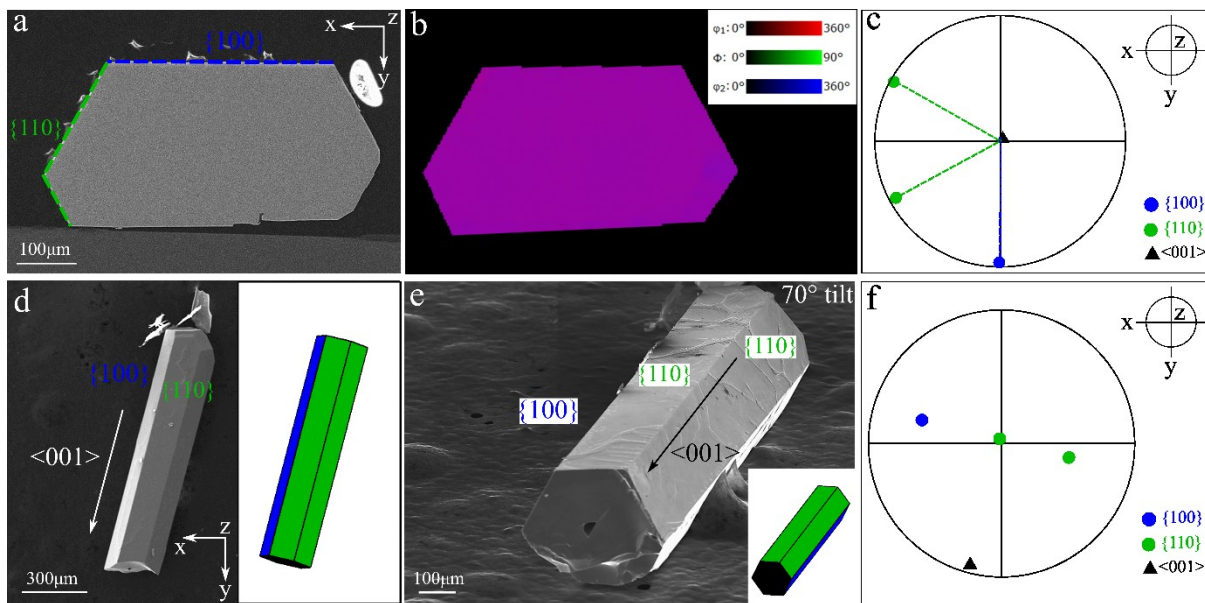 a
{100}
x
z
y
{110}
100μm
b
φ₁: 0° 360°
Φ: 0° 90°
φ₂: 0° 360°
c
x
z
y
{100}
{110}
<001>
d
{100}
{110}
<001>
x
z
y
300μm
e
70° tilt
{110}
{110}
{100}
<001>
100μm
f
x
z
y
{100}
{110}
<001>